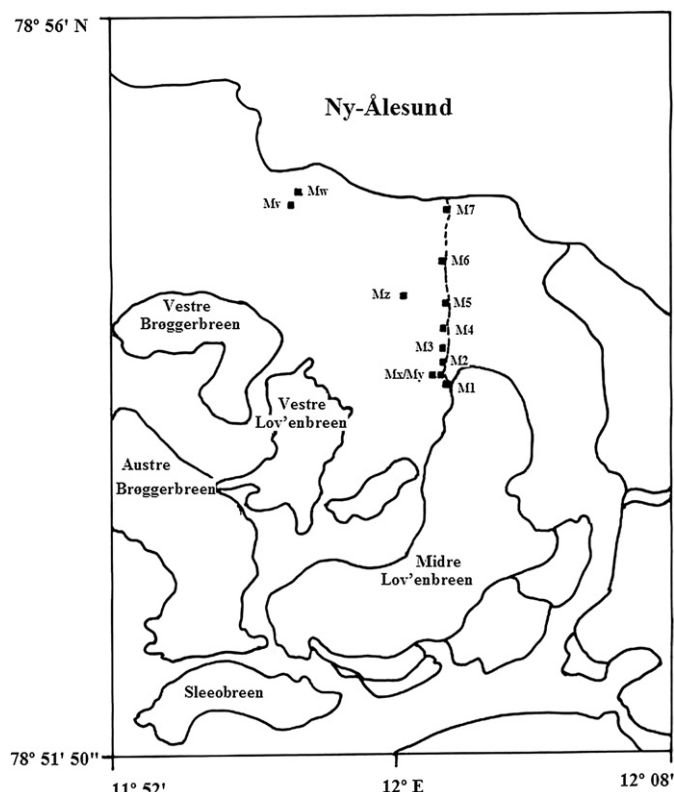 78° 56' N
Ny-Ålesund
Mw
Mv
M7
M6
Mz
M5
Vestre
Brøggerbreen
M4
M3
M2
Mx/My
M1
Vestre
Lov'enbreen
Austre
Brøggerbreen
Midre
Lov'enbreen
Sleeobreen
78° 51' 50"
11° 52'
12° E
12° 08'